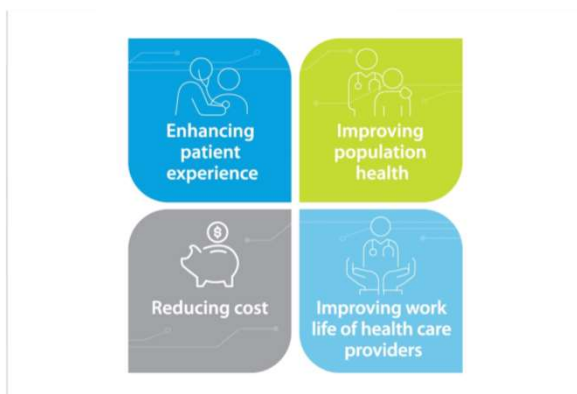 Enhancing
patient
experience
Improving
population
health
$
Reducing cost
Improving work
life of health care
providers